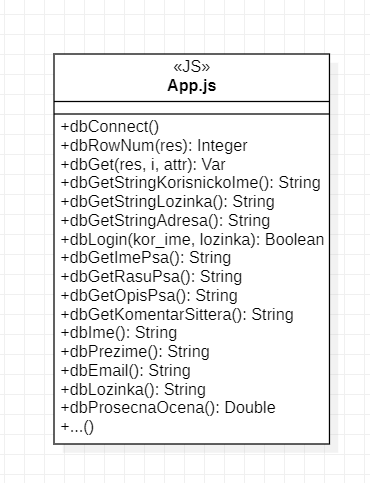 «JS»
App.js
+dbConnect()
+dbRowNum(res): Integer
+dbGet(res, i, attr): Var
+dbGetStringKorisnickoIme(): String
+dbGetStringLozinka(): String
+dbGetStringAdresa(): String
+dbLogin(kor_ime, lozinka): Boolean
+dbGetImePsa(): String
+dbGetRasuPsa(): String
+dbGetOpisPsa(): String
+dbGetKomentarSittera(): String
+dbIme(): String
+dbPrezime(): String
+dbEmail(): String
+dbLozinka(): String
+dbProsecnaOcena(): Double
+...()